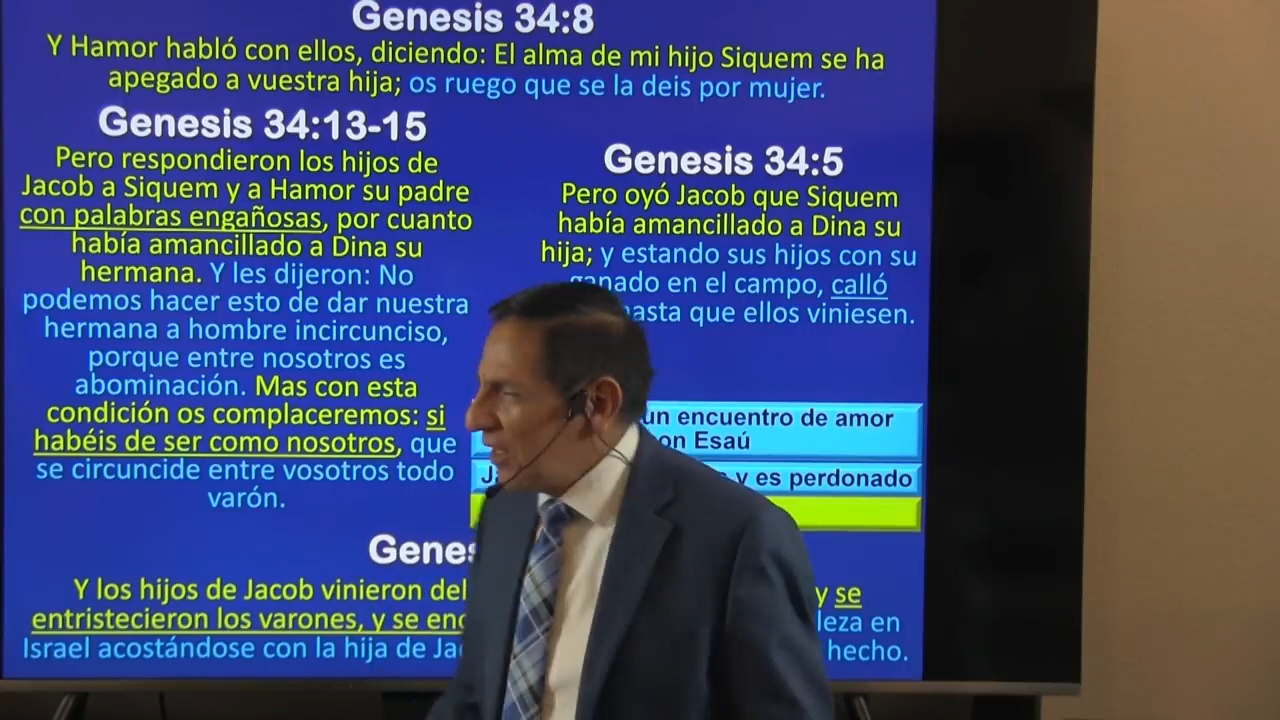 Genesis 34:8
Y Hamor habló con ellos, diciendo: El alma de mi hijo Siquem se ha
apegado a vuestra hija; os ruego que se la deis por mujer.
Genesis 34:13-15
Pero respondieron los hijos de
Jacob a Siquem y a Hamor su padre
con palabras engañosas, por cuanto
había amancillado a Dina su
hermana. Y les dijeron: No
podemos hacer esto de dar nuestra
hermana a hombre incircunciso,
porque entre nosotros es
abominación. Mas con esta
condición os complaceremos: si
habéis de ser como nosotros, que
se circuncide entre vosotros todo
varón.
Genesis 34:5
Pero oyó Jacob que Siquem
había amancillado a Dina su
hija; y estando sus hijos con su
ganado en el campo, calló
hasta que ellos viniesen.
un encuentro de amor
Esaú
y es perdonado
Y los hijos de Jacob vinieron del
y se
entristecieron los varones, y se
en
Israel acostándose con la hija de
hecho.